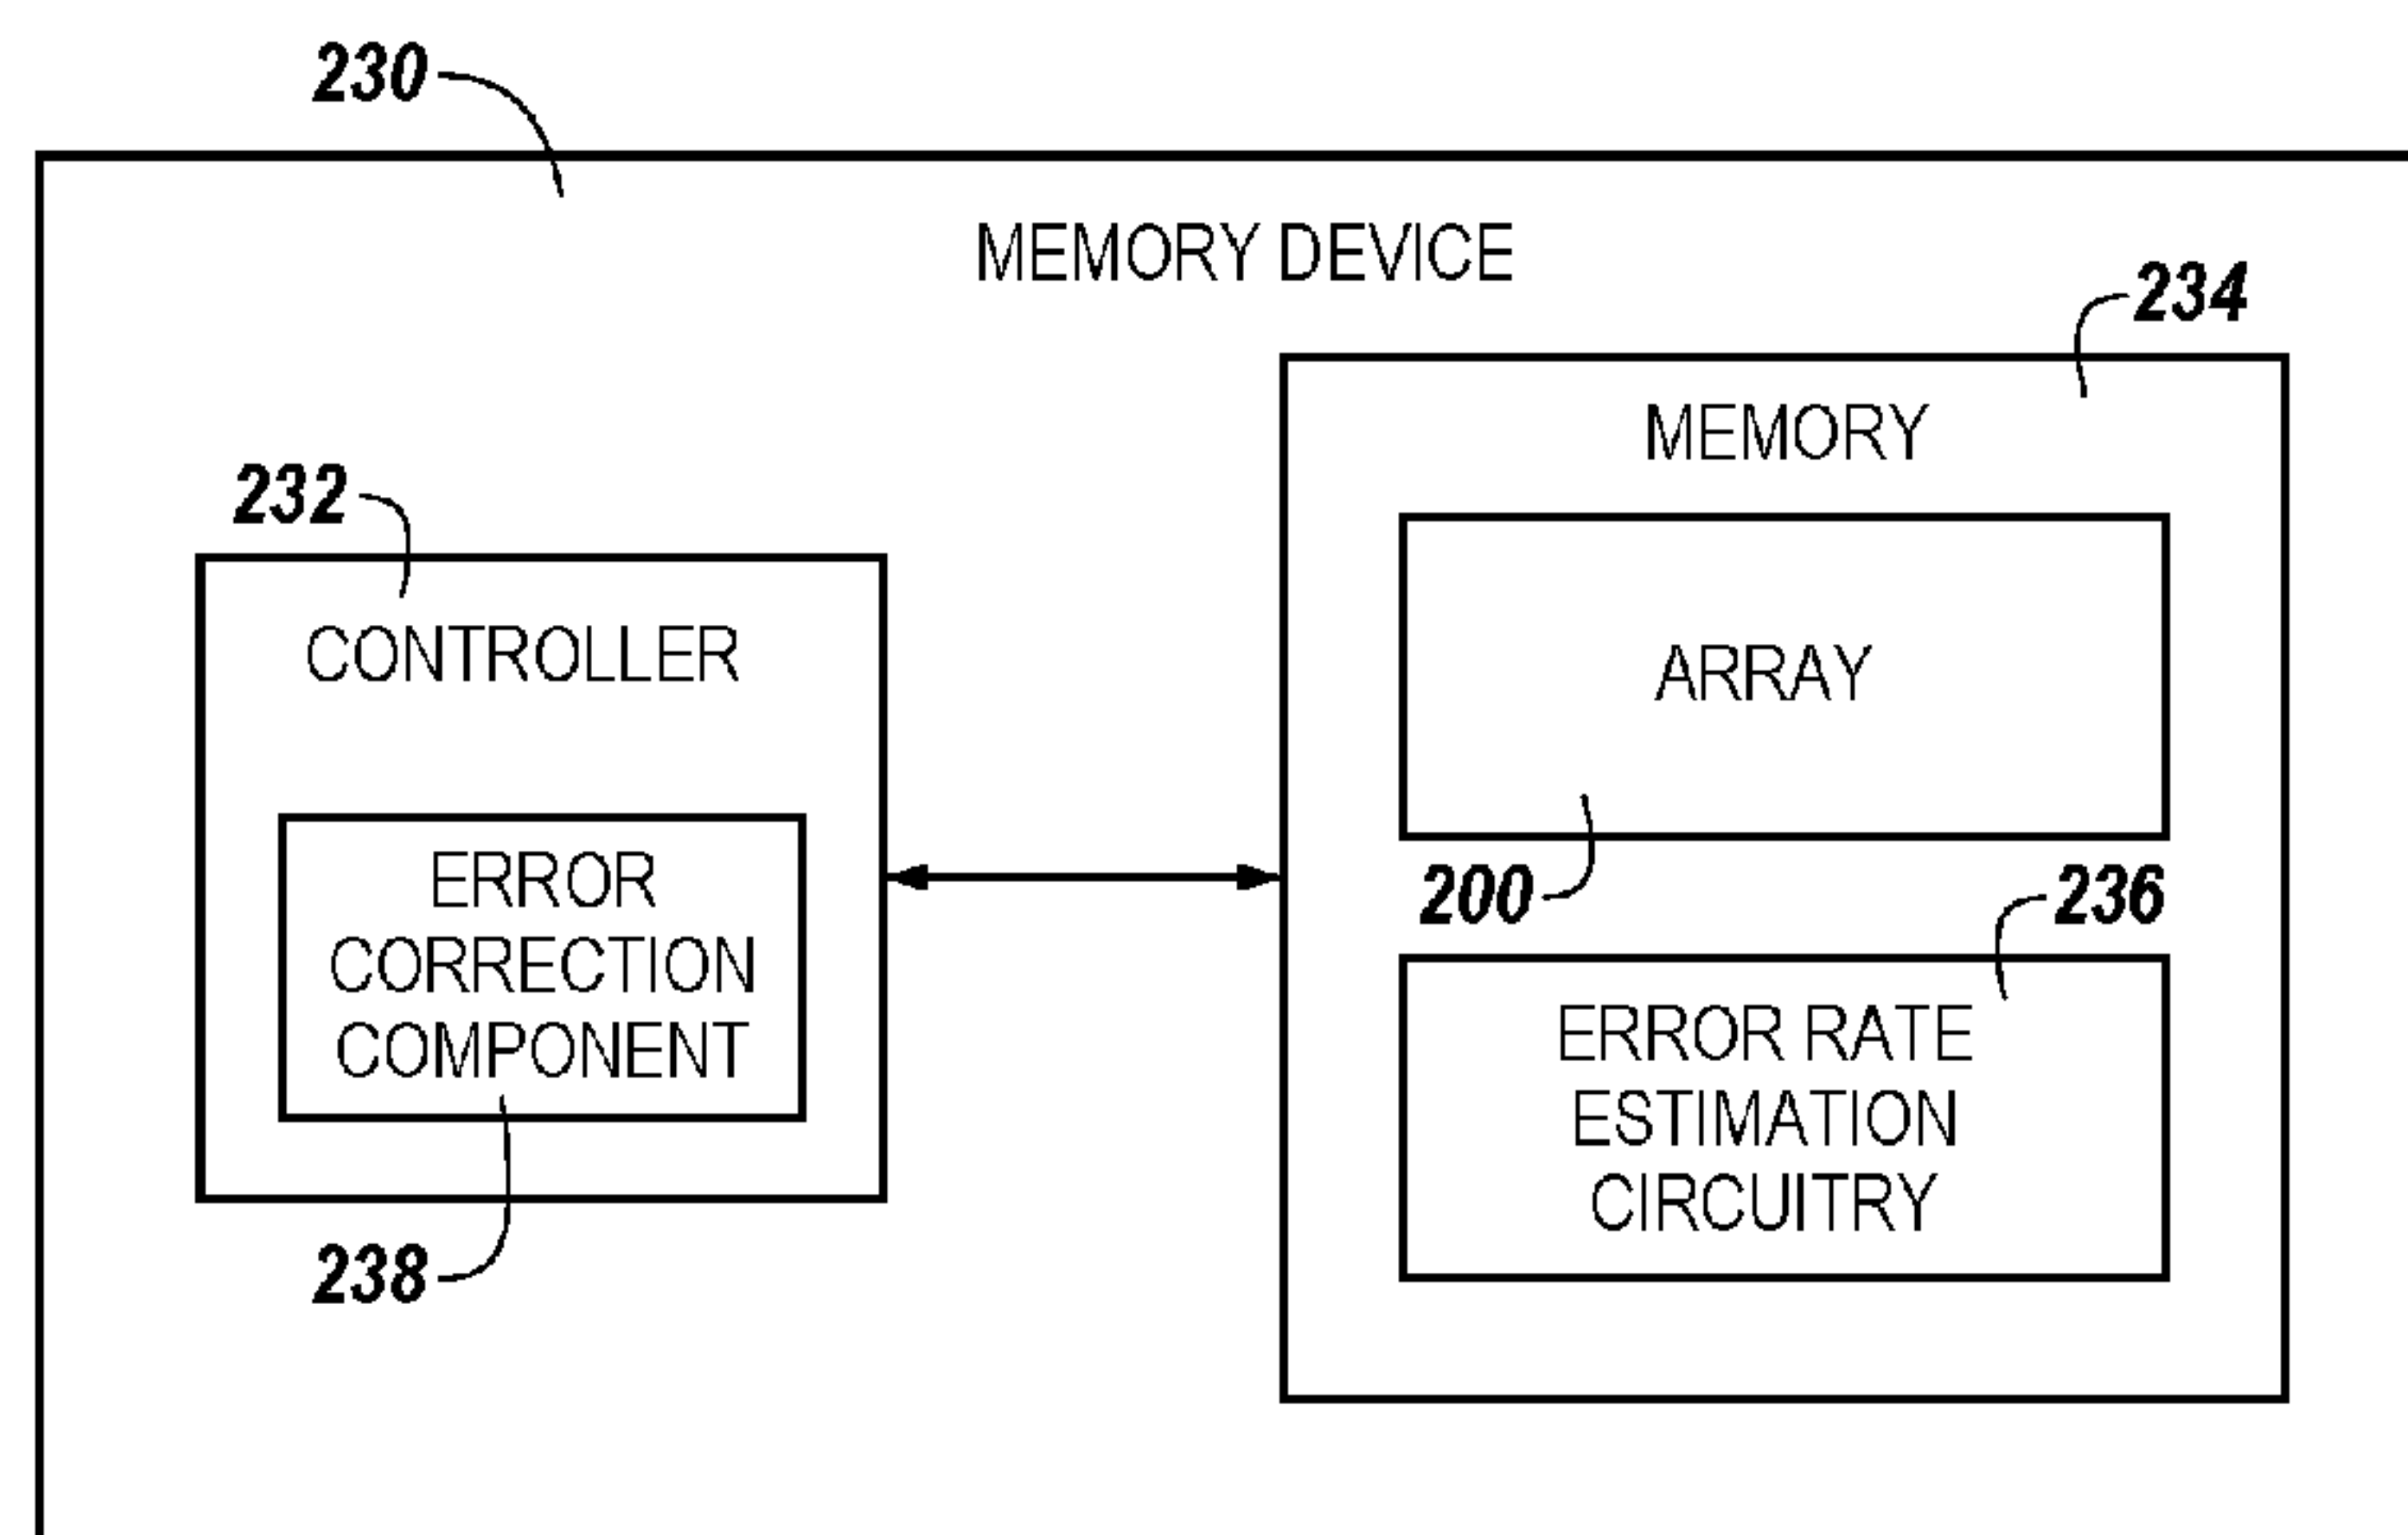 230
MEMORY DEVICE
234
MEMORY
232
CONTROLLER
ARRAY
ERROR
CORRECTION
COMPONENT
200
236
ERROR RATE
ESTIMATION
CIRCUITRY
238